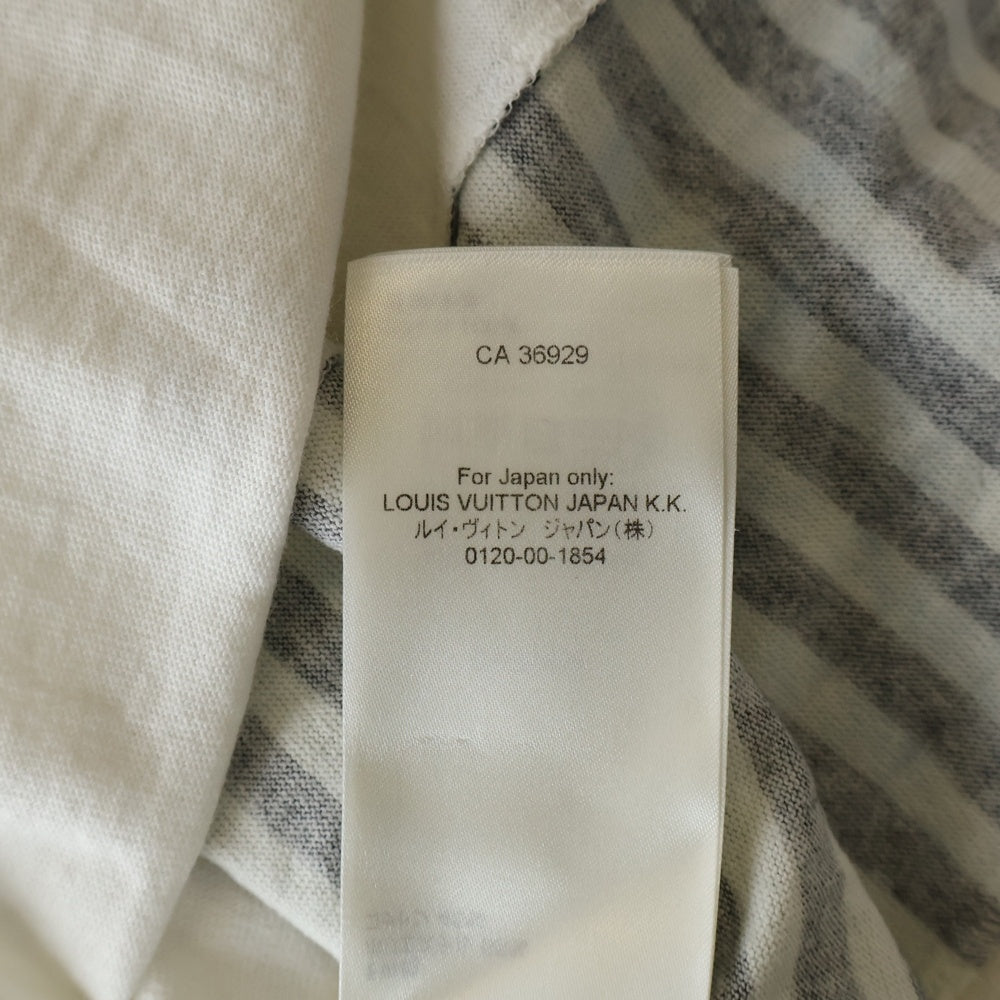 CA 36929
For Japan only:
LOUIS VUITTON JAPAN K.K.
ルイ・ヴィトン　ジャパン（株）
0120-00-1854